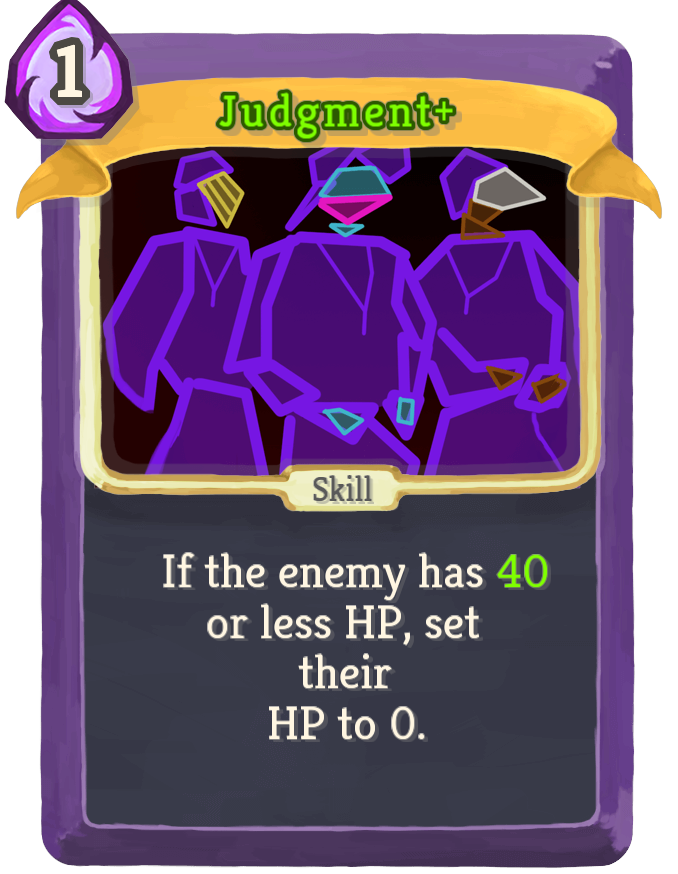 1
Judgment+
Skill
If the enemy has 40
or less HP, set
their
HP to 0.